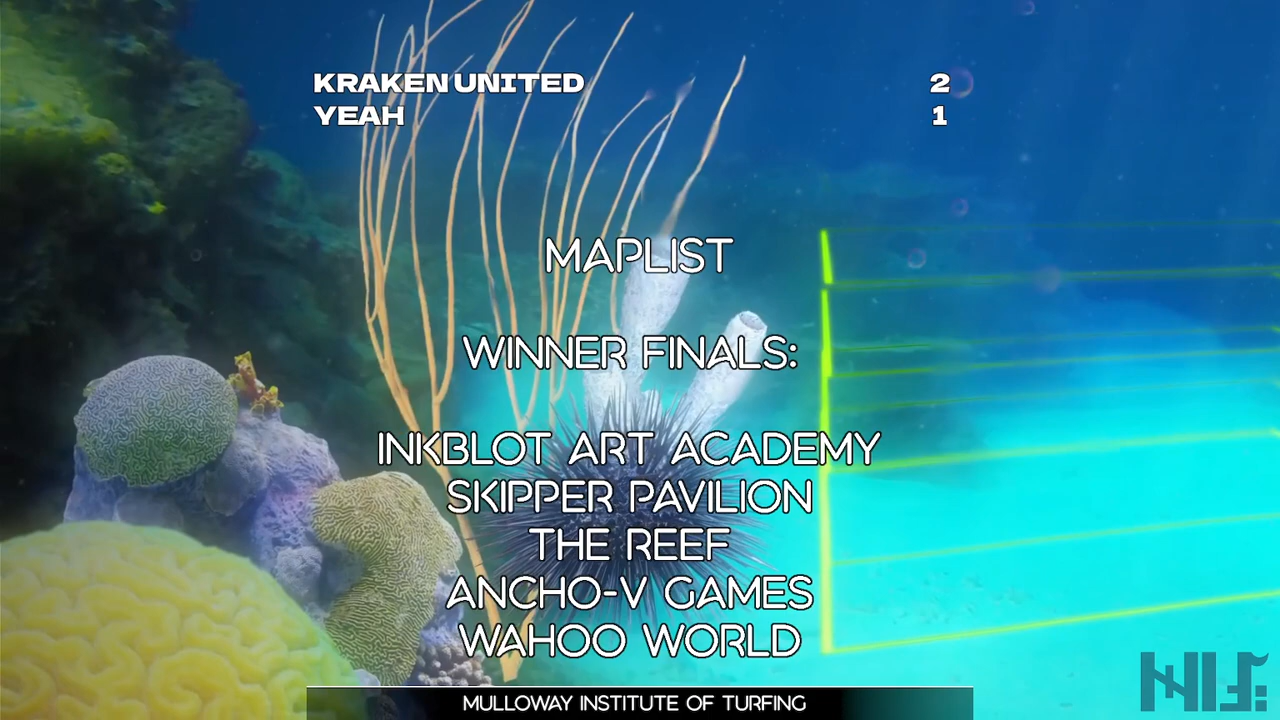 KRAKEN UNITED 2
YEAH 1
MAPLIST
WINNER FINALS:
INKBLOT ART ACADEMY
SKIPPER PAVILION
THE REEF
ANCHO-V GAMES
WAHOO WORLD
MULLOWAY INSTITUTE OF TURFING